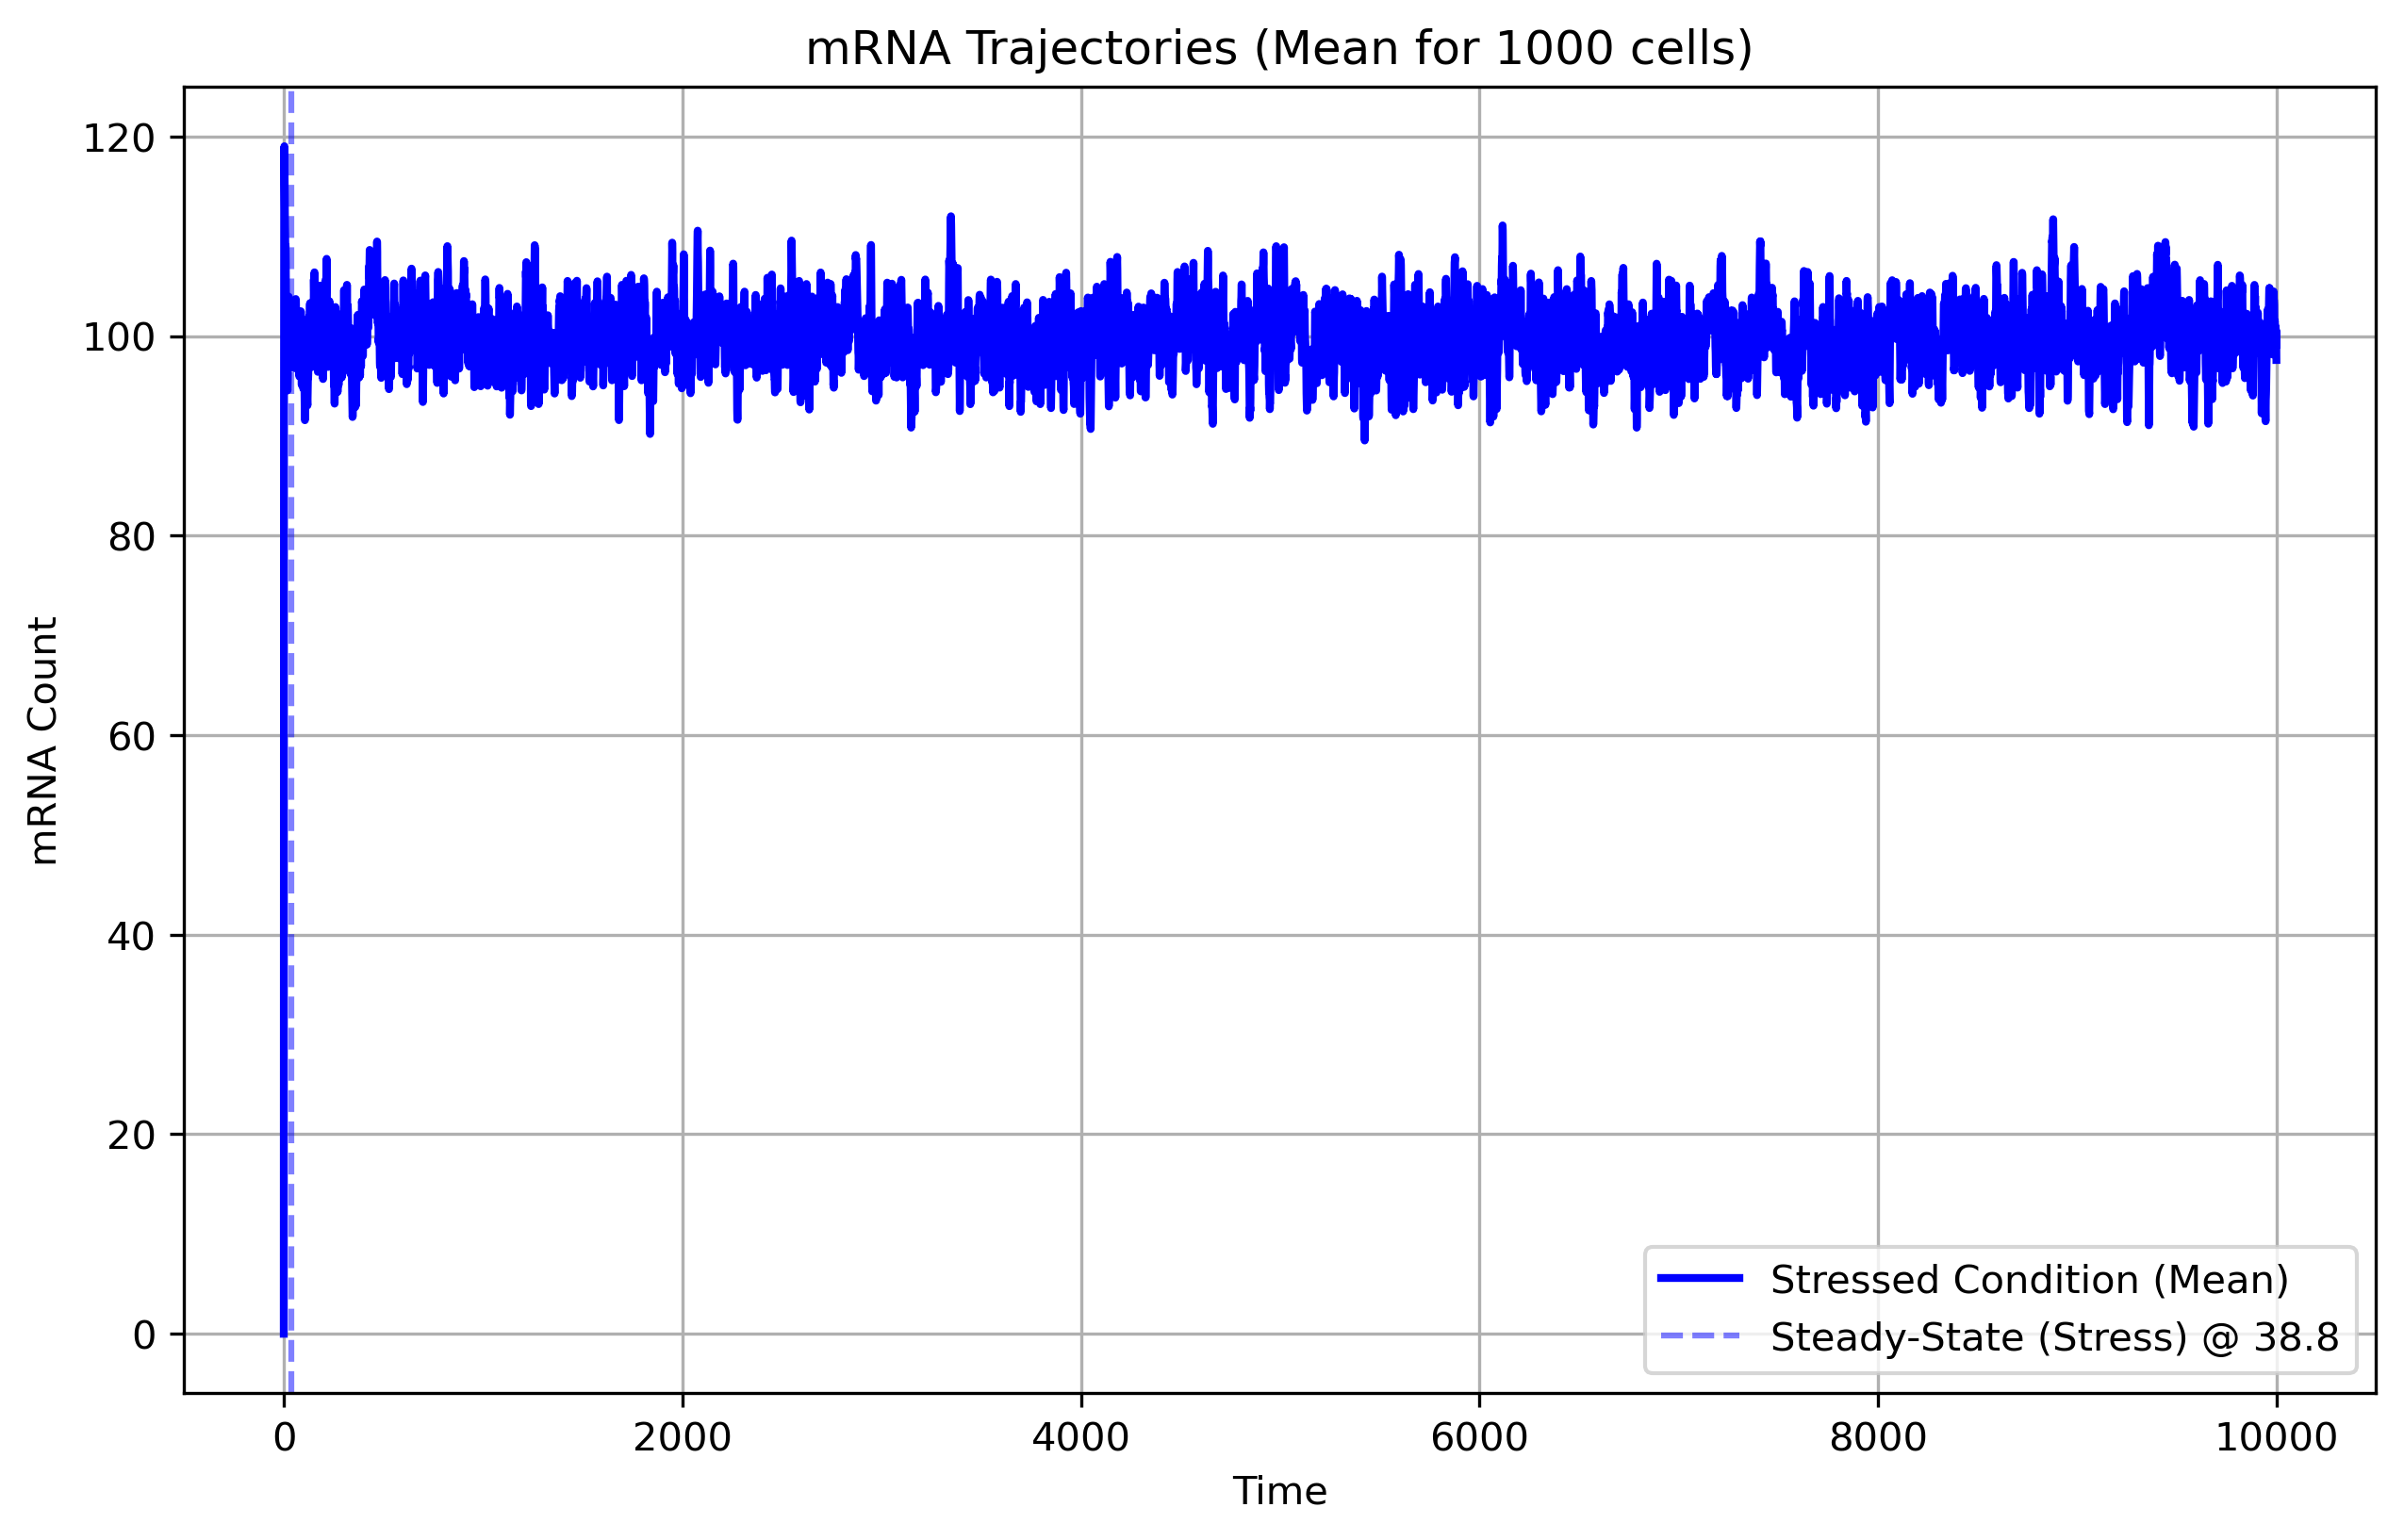 mRNA Trajectories (Mean for 1000 cells)
120
100
80
60
40
20
0
mRNA Count
0 2000 4000 6000 8000 10000
Time
Stressed Condition (Mean)
Steady-State (Stress) @ 38.8